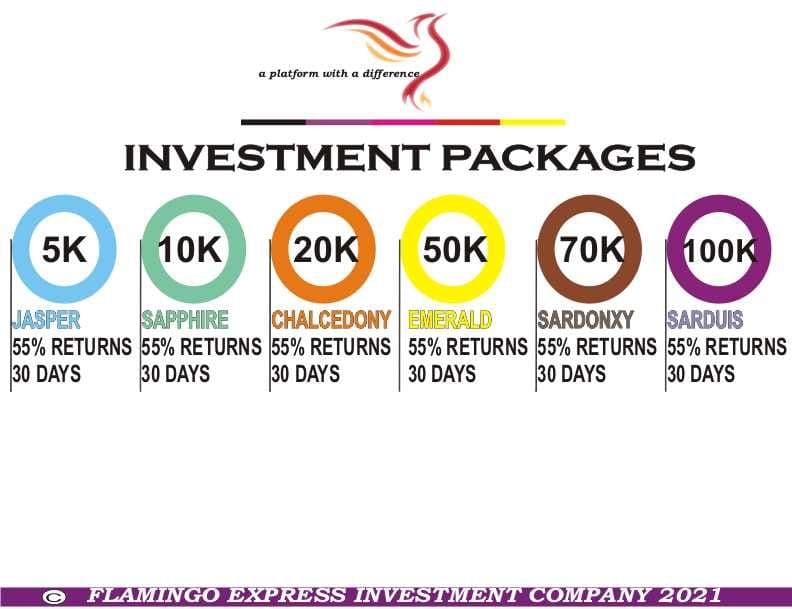 a platform with a difference
INVESTMENT PACKAGES
5K
10K
20K
50K
70K
100K
JASPER
SAPPHIRE
CHALCEDONY
EMERALD
SARDONXY
SARDUIS
55% RETURNS
55% RETURNS
55% RETURNS
55% RETURNS
55% RETURNS
55% RETURNS
30 DAYS
30 DAYS
30 DAYS
30 DAYS
30 DAYS
30 DAYS
© FLAMINGO EXPRESS INVESTMENT COMPANY 2021